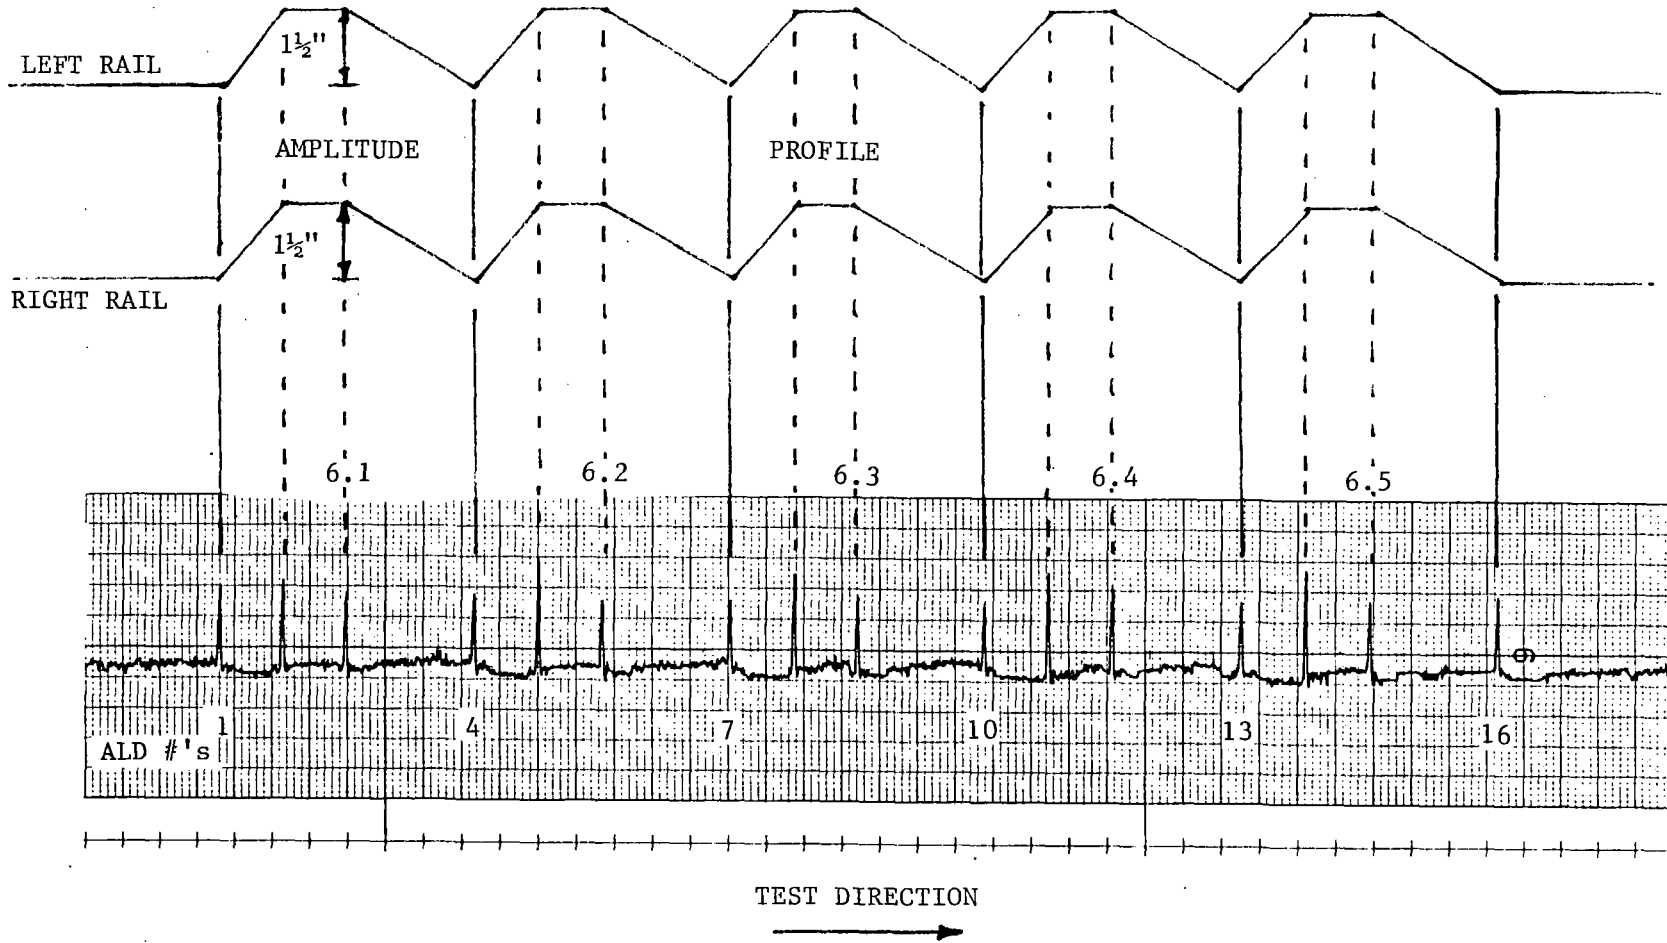 1½"
LEFT RAIL
AMPLITUDE
PROFILE
1½"
RIGHT RAIL
6.1
6.2
6.3
6.4
6.5
1
4
7
10
13
16
ALD #'s
TEST DIRECTION